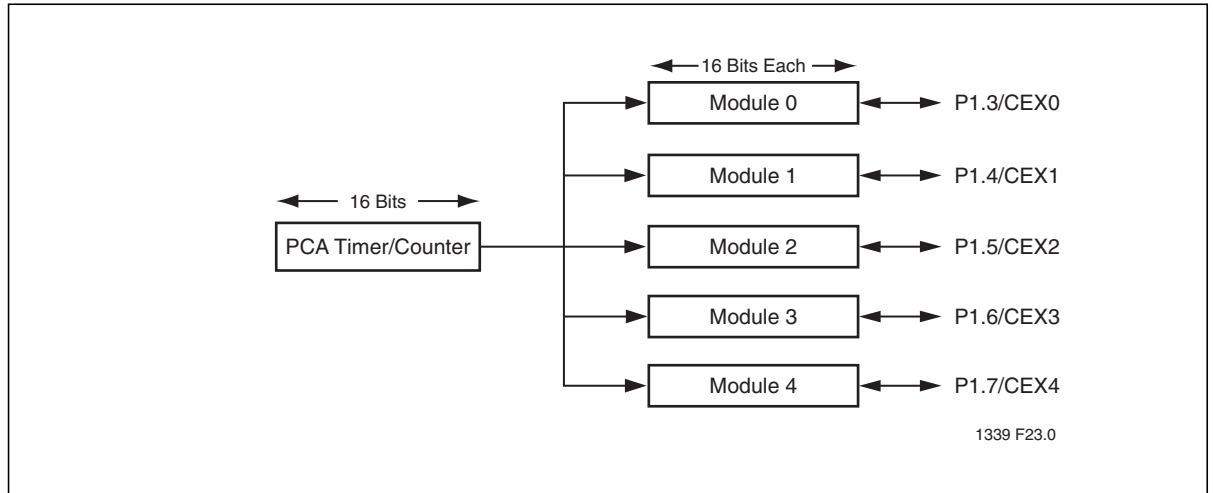 16 Bits Each
Module 0
P1.3/CEX0
Module 1
P1.4/CEX1
16 Bits
PCA Timer/Counter
Module 2
P1.5/CEX2
Module 3
P1.6/CEX3
Module 4
P1.7/CEX4
1339 F23.0